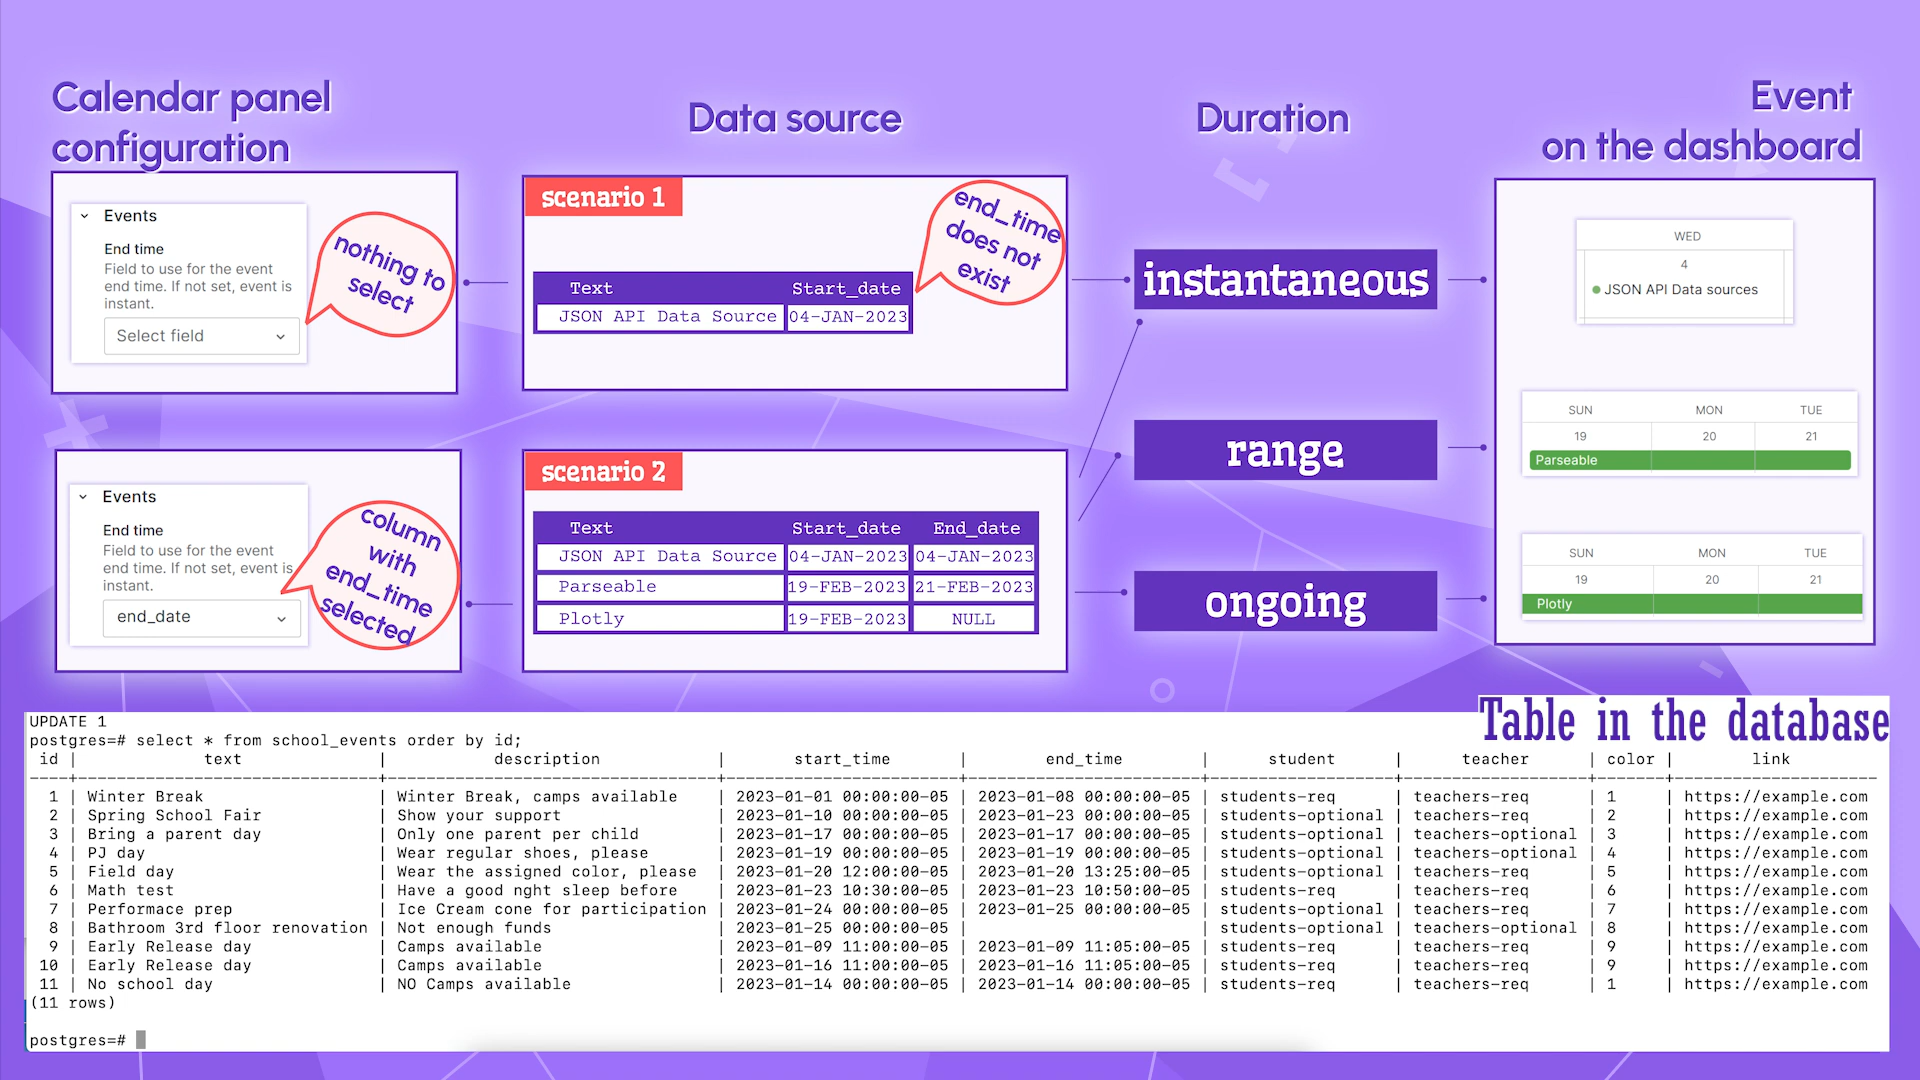 Calendar panel
configuration
Data source
Duration
Event
on the dashboard
Events
End time
Field to use for the event
end time. If not set, event is
instant.
Select field
nothing to
select
scenario 1
end_time
does not
exist
Text Start_date
JSON API Data Source 04-JAN-2023
instantaneous
WED
4
JSON API Data sources
range
SUN MON TUE
19 20 21
Parseable
Events
End time
Field to use for the event
end time. If not set, event is
instant.
end_date
column
with
end_time
selected
scenario 2
Text Start_date End_date
JSON API Data Source 04-JAN-2023 04-JAN-2023
Parseable 19-FEB-2023 21-FEB-2023
Plotly 19-FEB-2023 NULL
ongoing
SUN MON TUE
19 20 21
Plotly
Table in the database
UPDATE 1
postgres=# select * from school_events order by id;
id | text | description | start_time | end_time | student | teacher | color | link
1 | Winter Break | Winter Break, camps available | 2023-01-01 00:00:00-05 | 2023-01-08 00:00:00-05 | students-req | teachers-req | 1 | https://example.com
2 | Spring School Fair | Show your support | 2023-01-10 00:00:00-05 | 2023-01-23 00:00:00-05 | students-optional | teachers-req | 2 | https://example.com
3 | Bring a parent day | Only one parent per child | 2023-01-17 00:00:00-05 | 2023-01-17 00:00:00-05 | students-optional | teachers-optional | 3 | https://example.com
4 | PJ day | Wear regular shoes, please | 2023-01-19 00:00:00-05 | 2023-01-19 00:00:00-05 | students-optional | teachers-optional | 4 | https://example.com
5 | Field day | Wear the assigned color, please | 2023-01-20 12:00:00-05 | 2023-01-20 13:25:00-05 | students-optional | teachers-req | 5 | https://example.com
6 | Math test | Have a good nght sleep before | 2023-01-23 10:30:00-05 | 2023-01-23 10:50:00-05 | students-req | teachers-req | 6 | https://example.com
7 | Performace prep | Ice Cream cone for participation | 2023-01-24 00:00:00-05 | 2023-01-25 00:00:00-05 | students-optional | teachers-req | 7 | https://example.com
8 | Bathroom 3rd floor renovation | Not enough funds | 2023-01-25 00:00:00-05 | | students-optional | teachers-optional | 8 | https://example.com
9 | Early Release day | Camps available | 2023-01-09 11:00:00-05 | 2023-01-09 11:05:00-05 | students-req | teachers-req | 9 | https://example.com
10 | Early Release day | Camps available | 2023-01-16 11:00:00-05 | 2023-01-16 11:05:00-05 | students-req | teachers-req | 9 | https://example.com
11 | No school day | NO Camps available | 2023-01-14 00:00:00-05 | 2023-01-14 00:00:00-05 | students-req | teachers-req | 1 | https://example.com
(11 rows)
postgres=#